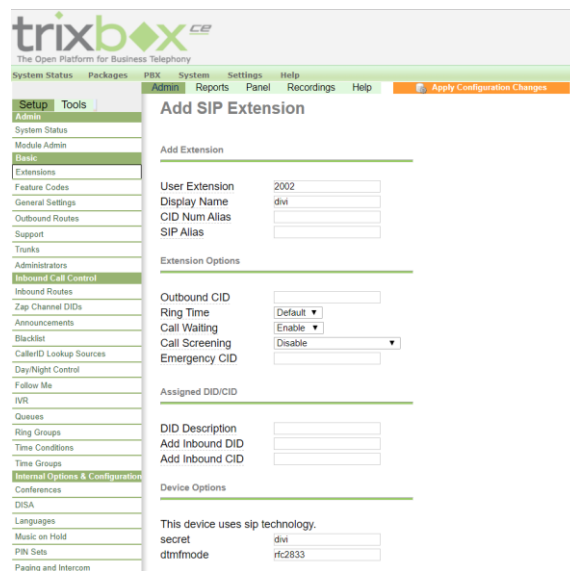 trixbox ce
The Open Platform for Business Telephony
System Status Packages PBX System Settings Help
Admin Reports Panel Recordings Help Apply Configuration Changes
Setup Tools
Admin
System Status
Module Admin
Basic
Extensions
Feature Codes
General Settings
Outbound Routes
Support
Trunks
Administrators
Inbound Call Control
Inbound Routes
Zap Channel DIDs
Announcements
Blacklist
CallerID Lookup Sources
Day/Night Control
Follow Me
IVR
Queues
Ring Groups
Time Conditions
Time Groups
Internal Options & Configuration
Conferences
DISA
Languages
Music on Hold
PIN Sets
Paging and Intercom
Add SIP Extension
Add Extension
User Extension 2002
Display Name divi
CID Num Alias
SIP Alias
Extension Options
Outbound CID
Ring Time Default
Call Waiting Enable
Call Screening Disable
Emergency CID
Assigned DID/CID
DID Description
Add Inbound DID
Add Inbound CID
Device Options
This device uses sip technology.
secret divi
dtmfmode rfc2833